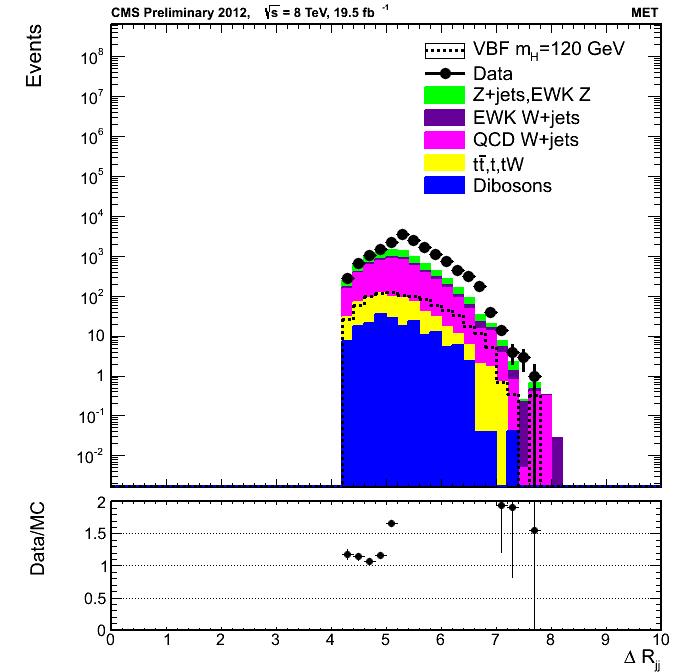 CMS Preliminary 2012, √s = 8 TeV, 19.5 fb⁻¹ MET
Events
10⁸
10⁷
10⁶
10⁵
10⁴
10³
10²
10
1
10⁻¹
10⁻²
VBF m_H=120 GeV
Data
Z+jets,EWK Z
EWK W+jets
QCD W+jets
tt̄,t,tW
Dibosons
Data/MC
2
1.5
1
0.5
0
0 1 2 3 4 5 6 7 8 9 10
Δ R_jj